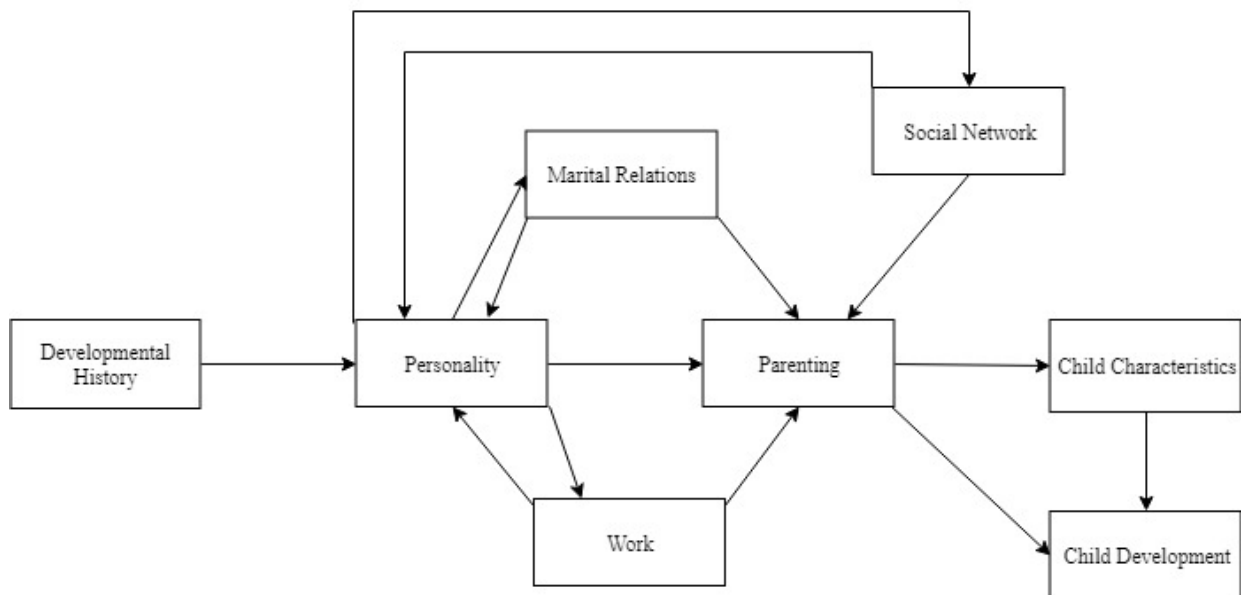 Social Network
Marital Relations
Developmental
History
Personality
Parenting
Child Characteristics
Work
Child Development